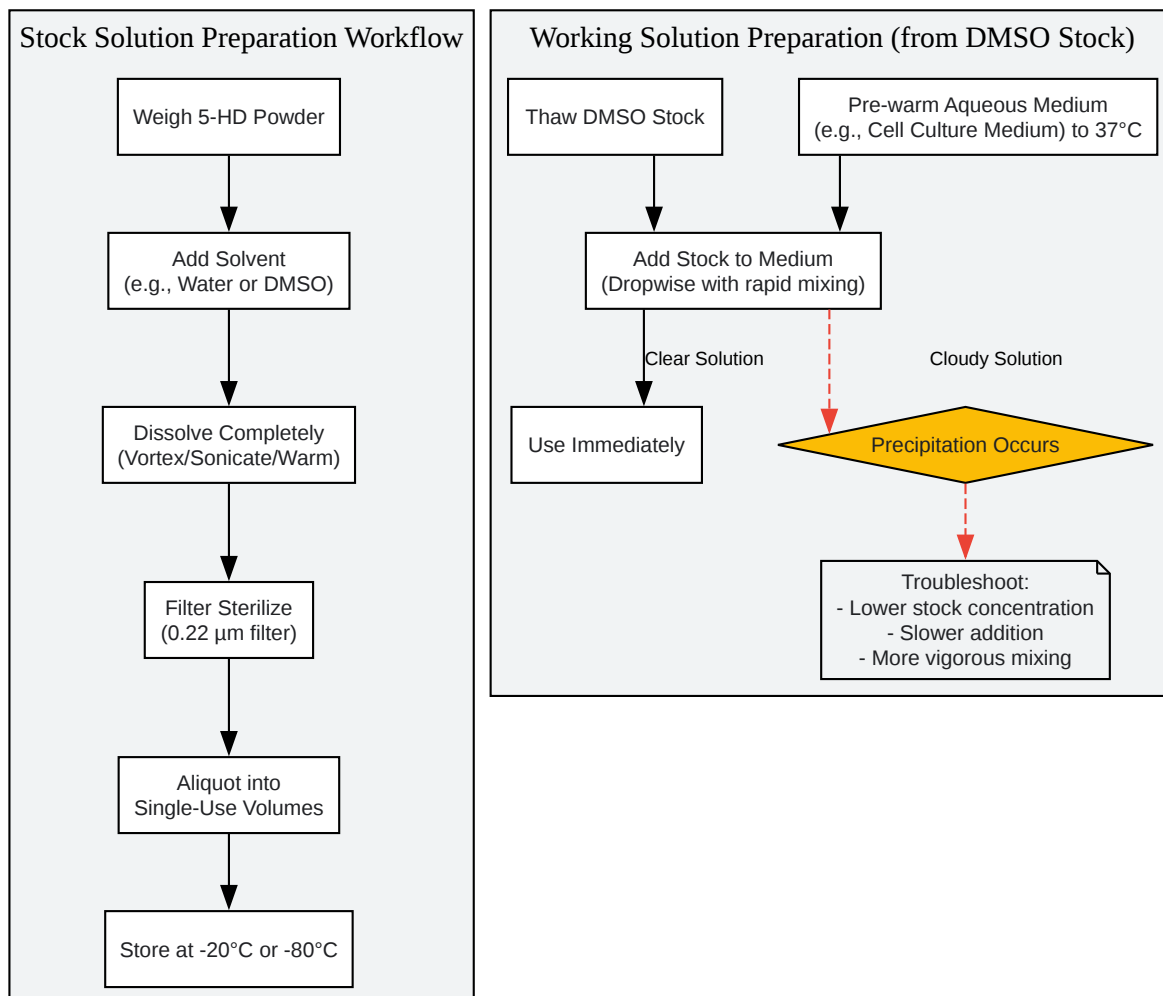 Stock Solution Preparation Workflow
Weigh 5-HD Powder
Add Solvent
(e.g., Water or DMSO)
Dissolve Completely
(Vortex/Sonicate/Warm)
Filter Sterilize
(0.22 µm filter)
Aliquot into
Single-Use Volumes
Store at -20°C or -80°C
Working Solution Preparation (from DMSO Stock)
Thaw DMSO Stock
Pre-warm Aqueous Medium
(e.g., Cell Culture Medium) to 37°C
Add Stock to Medium
(Dropwise with rapid mixing)
Clear Solution
Cloudy Solution
Use Immediately
Precipitation Occurs
Troubleshoot:
- Lower stock concentration
- Slower addition
- More vigorous mixing